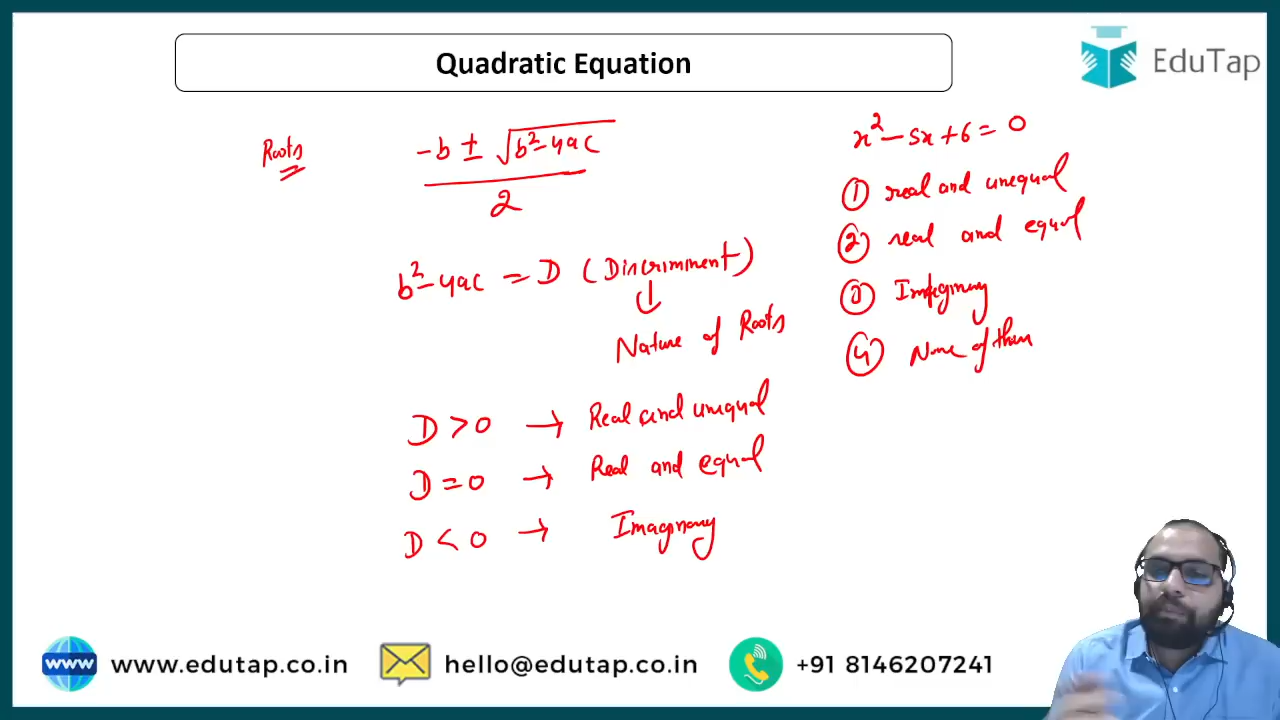 Quadratic Equation
EduTap
Roots
-b ± √b²-4ac
2
b²-4ac = D (Discriminent)
Nature of Roots
D > 0 → Real and unequal
D = 0 → Real and equal
D < 0 → Imaginary
x² - 5x + 6 = 0
① real and unequal
② real and equal
③ Imaginary
④ None of them
www www.edutap.co.in
hello@edutap.co.in
+91 8146207241